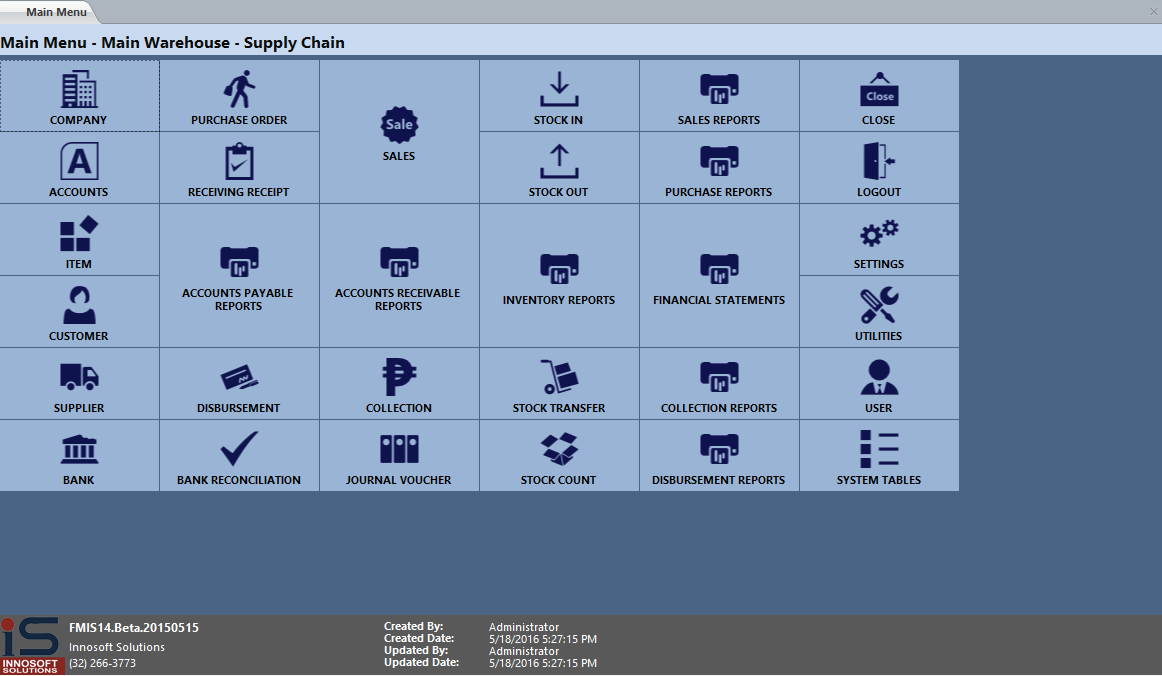 Main Menu
Main Menu - Main Warehouse - Supply Chain
COMPANY
PURCHASE ORDER
Sale
SALES
STOCK IN
SALES REPORTS
Close
CLOSE
ACCOUNTS
RECEIVING RECEIPT
STOCK OUT
PURCHASE REPORTS
LOGOUT
ITEM
ACCOUNTS PAYABLE
REPORTS
ACCOUNTS RECEIVABLE
REPORTS
INVENTORY REPORTS
FINANCIAL STATEMENTS
SETTINGS
CUSTOMER
UTILITIES
SUPPLIER
DISBURSEMENT
COLLECTION
STOCK TRANSFER
COLLECTION REPORTS
USER
BANK
BANK RECONCILIATION
JOURNAL VOUCHER
STOCK COUNT
DISBURSEMENT REPORTS
SYSTEM TABLES
iS
INNOSOFT
SOLUTIONS
FMIS14.Beta.20150515
Innosoft Solutions
(32) 266-3773
Created By: Administrator
Created Date: 5/18/2016 5:27:15 PM
Updated By: Administrator
Updated Date: 5/18/2016 5:27:15 PM